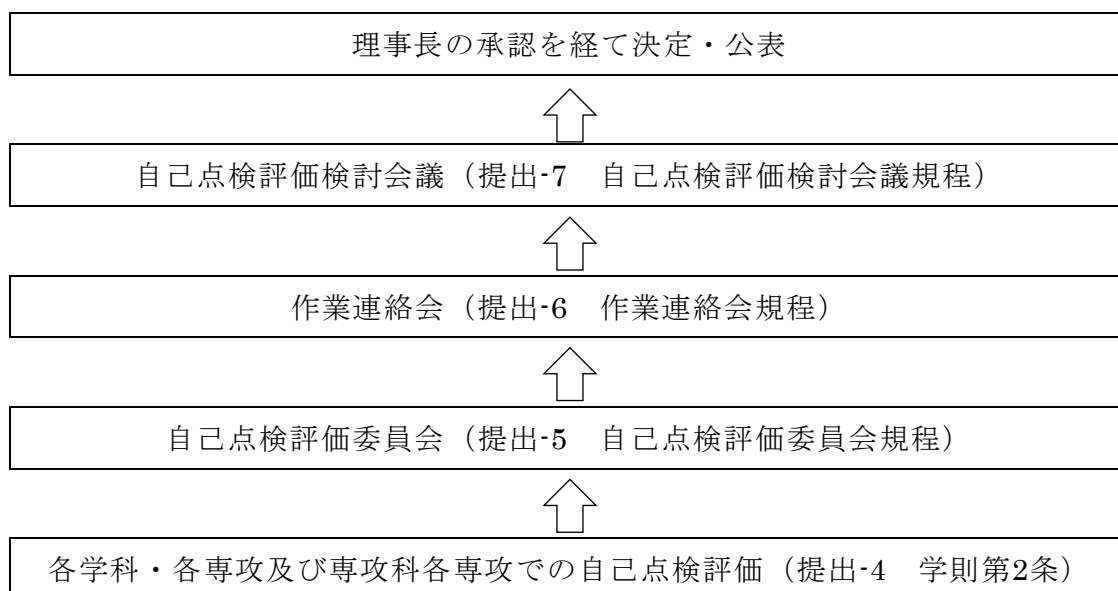 理事長の承認を経て決定・公表
自己点検評価検討会議（提出-7　自己点検評価検討会議規程）
作業連絡会（提出-6　作業連絡会規程）
自己点検評価委員会（提出-5　自己点検評価委員会規程）
各学科・各専攻及び専攻科各専攻での自己点検評価（提出-4　学則第2条）